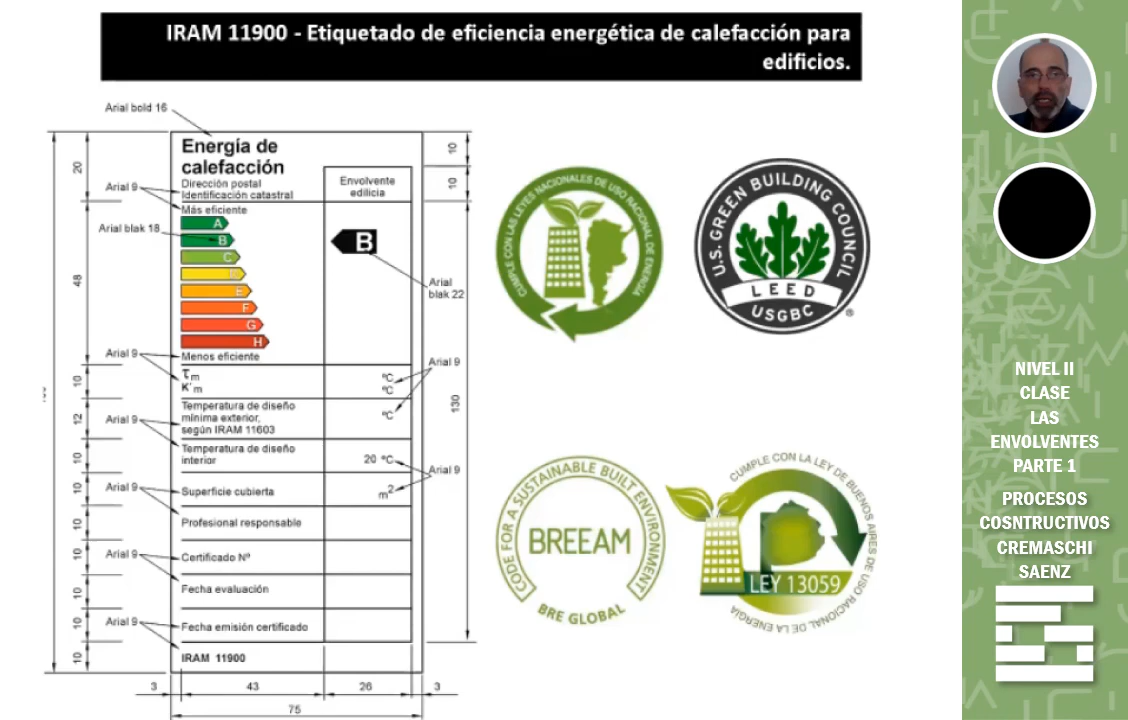 IRAM 11900 - Etiquetado de eficiencia energética de calefacción para
edificios.
Arial bold 16
Energía de
calefacción
Dirección postal
Identificación catastral
Envolvente
edilicia
Arial 9
Más eficiente
A
Arial blak 18
B
C
D
E
F
G
H
B
Arial
blak 22
Arial 9
Menos eficiente
Arial 9
τm
K'm
ºC
ºC
Temperatura de diseño
mínima exterior,
según IRAM 11603
ºC
Arial 9
Temperatura de diseño
interior
20 ºC
Arial 9
Arial 9
Superficie cubierta
m2
Profesional responsable
Arial 9
Certificado Nº
Fecha evaluación
Arial 9
Fecha emisión certificado
IRAM 11900
20
48
10
12
10
10
10
10
10
10
10
10
10
130
3
43
26
3
75
CUMPLE CON LAS LEYES NACIONALES DE USO RACIONAL DE ENERGÍA
U.S. GREEN BUILDING COUNCIL
LEED
USGBC
®
CODE FOR A SUSTAINABLE BUILT ENVIRONMENT
BREEAM
BRE GLOBAL
CUMPLE CON LA LEY DE BUENOS AIRES DE USO RACIONAL DE LA ENERGÍA
LEY 13059
NIVEL II
CLASE
LAS
ENVOLVENTES
PARTE 1
PROCESOS
COSNTRUCTIVOS
CREMASCHI
SAENZ